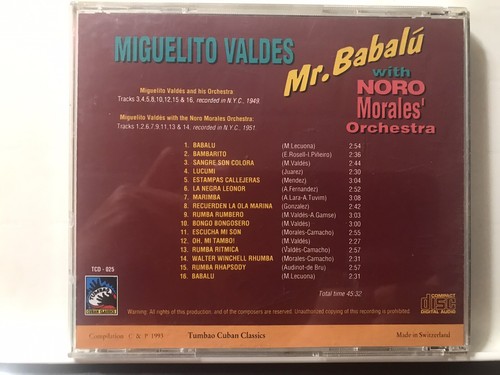 MIGUELITO VALDES
Mr. Babalú
with
NORO
Morales'
Orchestra
Miguelito Valdés and his Orchestra
Tracks 3,4,5,8,10,12,15 & 16. recorded in N.Y.C., 1949.
Miguelito Valdés with the Noro Morales Orchestra:
Tracks 1,2,6,7,9,11,13 & 14. recorded in N.Y.C., 1951.
1. BABALU (M.Lecuona) 2:54
2. BAMBARITO (E.Rosell-I.Piñeiro) 2:36
3. SANGRE SON COLORA (M.Valdés) 2:44
4. LUCUMI (Juarez) 2:30
5. ESTAMPAS CALLEJERAS (Mendez) 3:04
6. LA NEGRA LEONOR (A.Fernandez) 2:52
7. MARIMBA (A.Lara-A.Tuvim) 3:08
8. RECUERDEN LA OLA MARINA (Gonzalez) 2:42
9. RUMBA RUMBERO (M.Valdés-A.Gamse) 3:03
10. BONGO BONGOSERO (M.Valdés) 3:00
11. ESCUCHA MI SON (Morales-Camacho) 2:55
12. OH, MI TAMBO! (M.Valdés) 2:27
13. RUMBA RITMICA (Valdés-Camacho) 2:57
14. WALTER WINCHELL RHUMBA (Morales-Camacho) 2:31
15. RUMBA RHAPSODY (Audinot-de Bru) 2:57
16. BABALU (M.Lecuona) 2:31
Total time 45:32
TCD - 025
CUBAN CLASSICS
COMPACT
disc
DIGITAL AUDIO
Warning: All rights of this production, and of the composers are reserved. Unauthorized copying of this recording is prohibited.
Compilation © & ℗ 1993
Tumbao Cuban Classics
Made in Switzerland